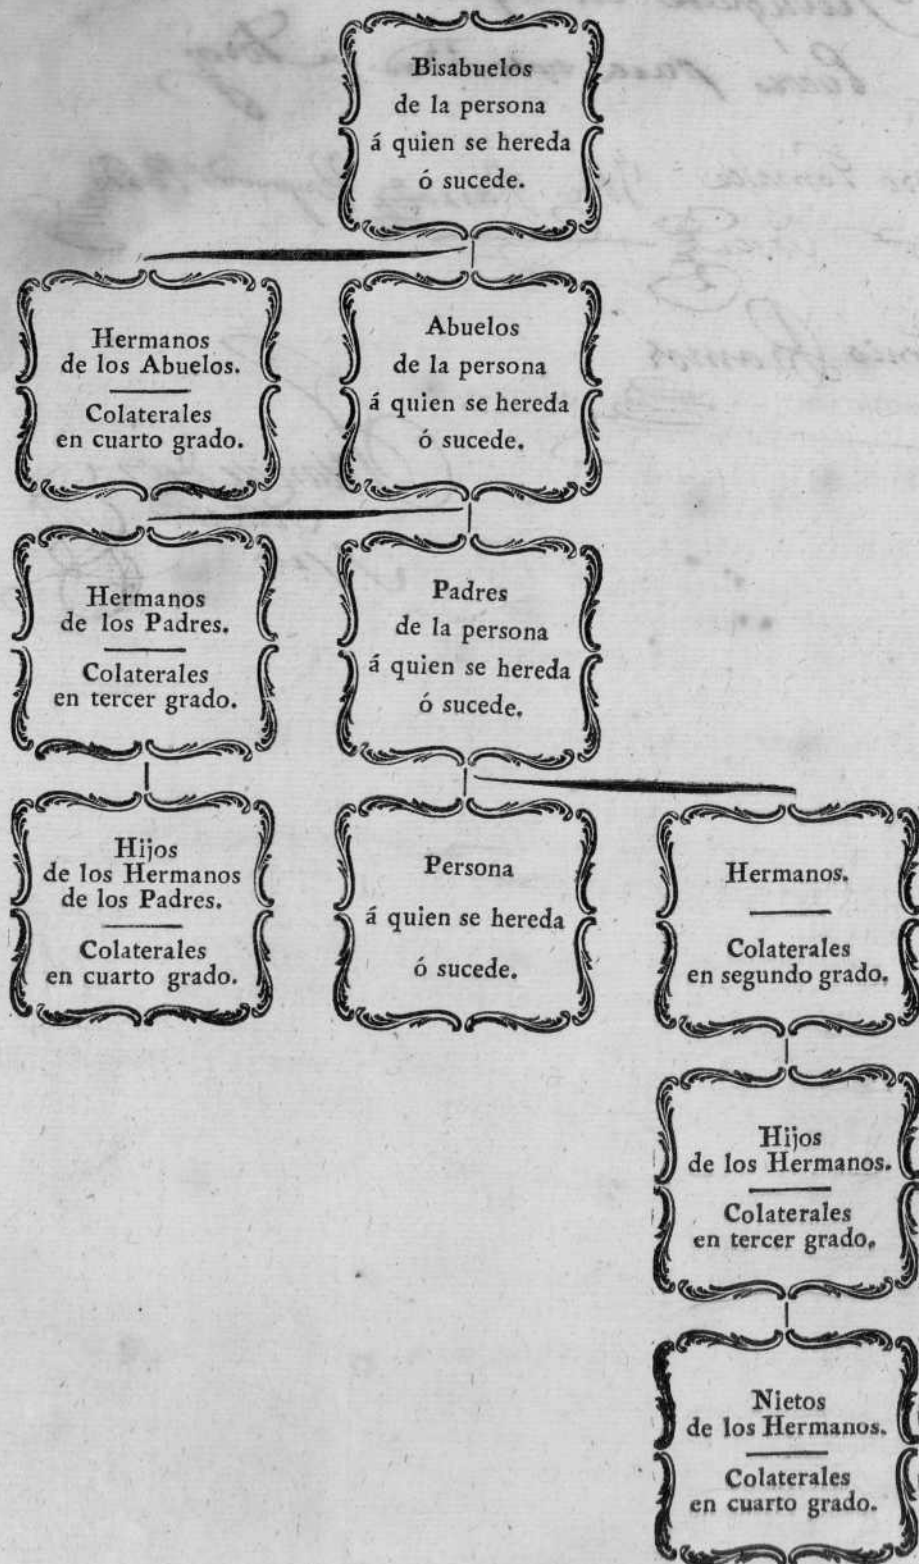 Bisabuelos
de la persona
á quien se hereda
ó sucede.
Hermanos
de los Abuelos.
Colaterales
en cuarto grado.
Abuelos
de la persona
á quien se hereda
ó sucede.
Hermanos
de los Padres.
Colaterales
en tercer grado.
Padres
de la persona
á quien se hereda
ó sucede.
Hijos
de los Hermanos
de los Padres.
Colaterales
en cuarto grado.
Persona
á quien se hereda
ó sucede.
Hermanos.
Colaterales
en segundo grado.
Hijos
de los Hermanos.
Colaterales
en tercer grado.
Nietos
de los Hermanos.
Colaterales
en cuarto grado.